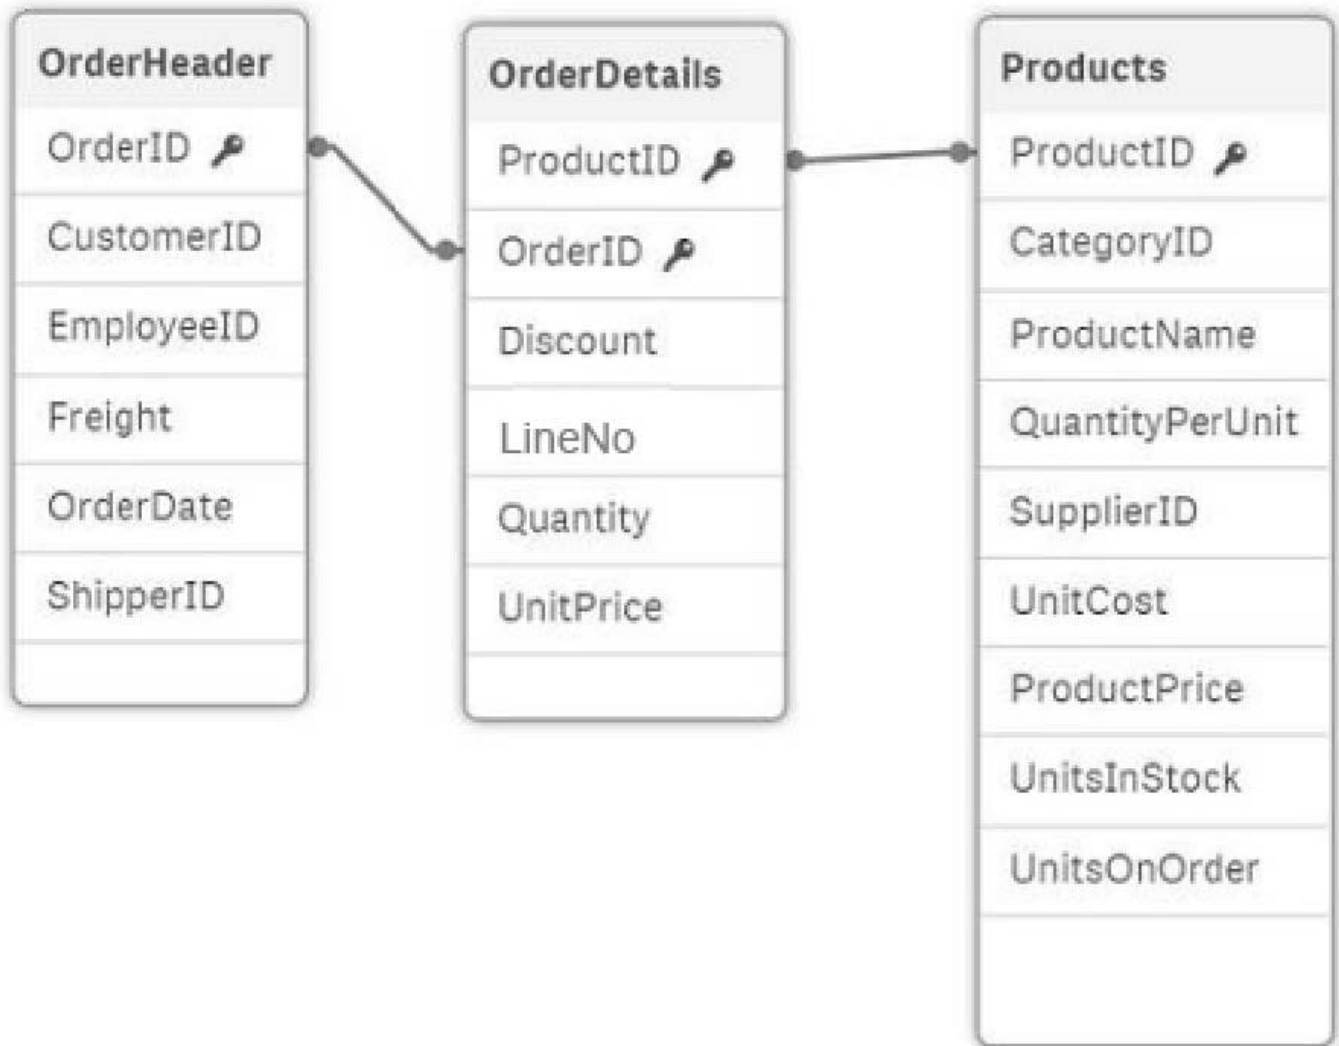 OrderHeader
OrderID
CustomerID
EmployeeID
Freight
OrderDate
ShipperID
OrderDetails
ProductID
OrderID
Discount
LineNo
Quantity
UnitPrice
Products
ProductID
CategoryID
ProductName
QuantityPerUnit
SupplierID
UnitCost
ProductPrice
UnitsInStock
UnitsOnOrder